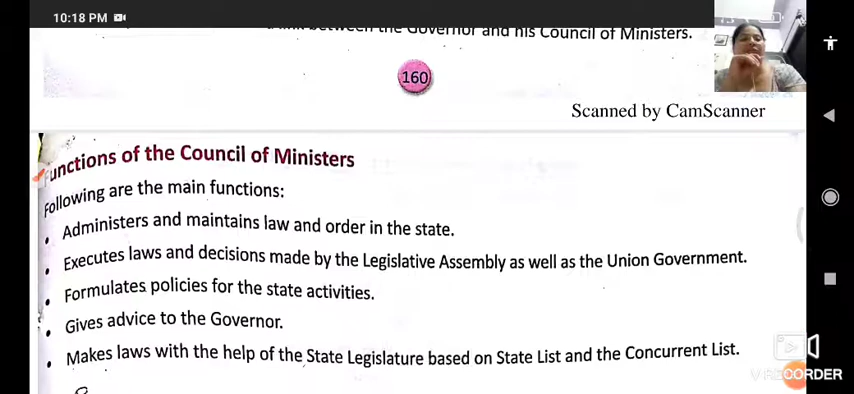 10:18 PM
between the Governor and his Council of Ministers.
160
Scanned by CamScanner
Functions of the Council of Ministers
Following are the main functions:
• Administers and maintains law and order in the state.
• Executes laws and decisions made by the Legislative Assembly as well as the Union Government.
• Formulates policies for the state activities.
• Gives advice to the Governor.
• Makes laws with the help of the State Legislature based on State List and the Concurrent List.
V RECORDER